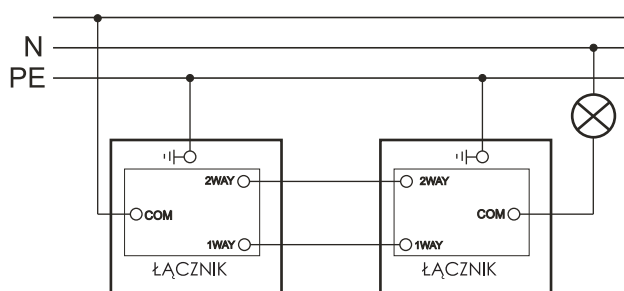 N
PE
2WAY 2WAY
COM COM
1WAY 1WAY
ŁĄCZNIK ŁĄCZNIK